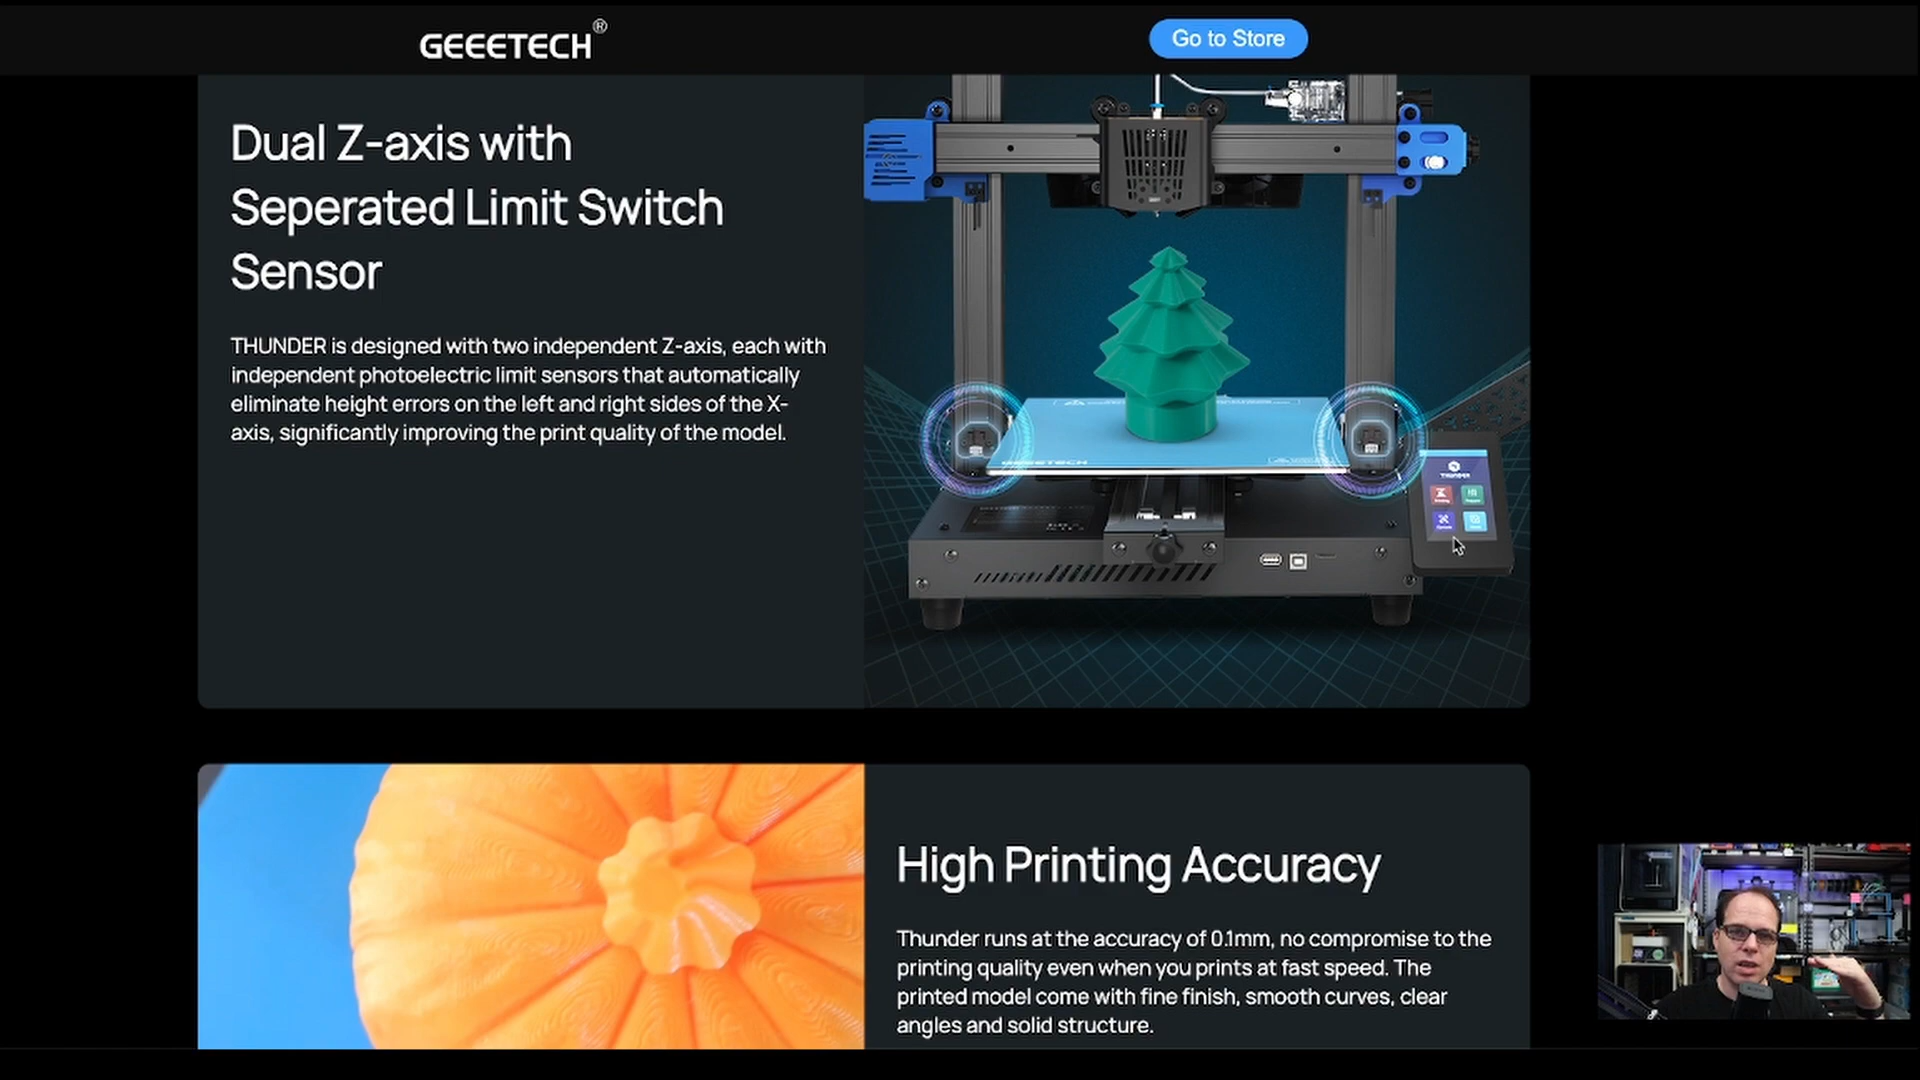 GEEETECH®
Go to Store
Dual Z-axis with
Seperated Limit Switch
Sensor
THUNDER is designed with two independent Z-axis, each with
independent photoelectric limit sensors that automatically
eliminate height errors on the left and right sides of the X-
axis, significantly improving the print quality of the model.
GEEETECH
THUNDER
High Printing Accuracy
Thunder runs at the accuracy of 0.1mm, no compromise to the
printing quality even when you prints at fast speed. The
printed model come with fine finish, smooth curves, clear
angles and solid structure.